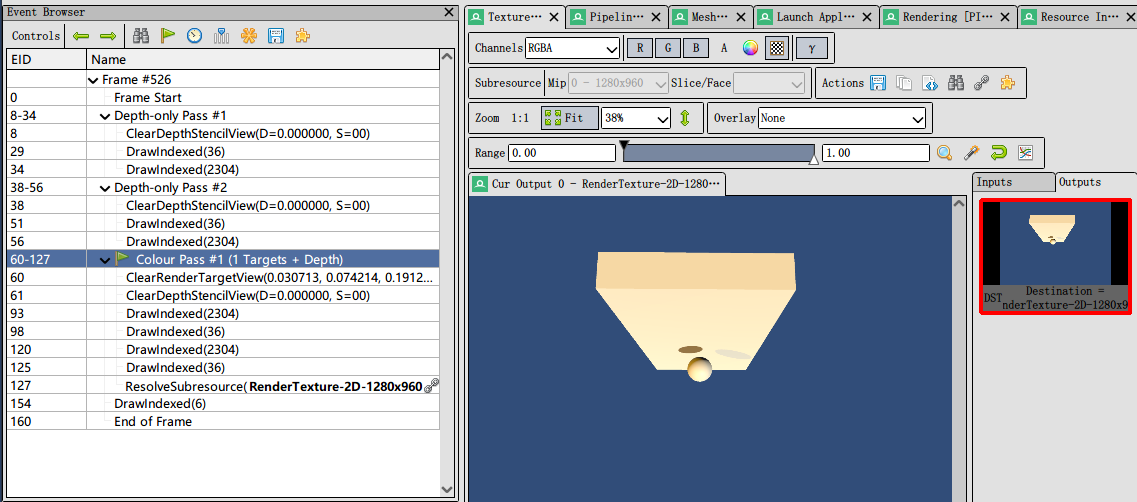 Event Browser
Controls
EID Name
Frame #526
0 Frame Start
8-34 Depth-only Pass #1
8 ClearDepthStencilView(D=0.000000, S=00)
29 DrawIndexed(36)
34 DrawIndexed(2304)
38-56 Depth-only Pass #2
38 ClearDepthStencilView(D=0.000000, S=00)
51 DrawIndexed(36)
56 DrawIndexed(2304)
60-127 Colour Pass #1 (1 Targets + Depth)
60 ClearRenderTargetView(0.030713, 0.074214, 0.1912...
61 ClearDepthStencilView(D=0.000000, S=00)
93 DrawIndexed(2304)
98 DrawIndexed(36)
120 DrawIndexed(2304)
125 DrawIndexed(36)
127 ResolveSubresource(RenderTexture-2D-1280x960
154 DrawIndexed(6)
160 End of Frame
Texture··· Pipelin··· Mesh··· Launch Appl··· Rendering [PI··· Resource In···
Channels RGBA R G B A γ
Subresource Mip 0 - 1280x960 Slice/Face Actions
Zoom 1:1 Fit 38% Overlay None
Range 0.00 1.00
Cur Output 0 - RenderTexture-2D-1280···
Inputs Outputs
DST Destination =
nderTexture-2D-1280x9